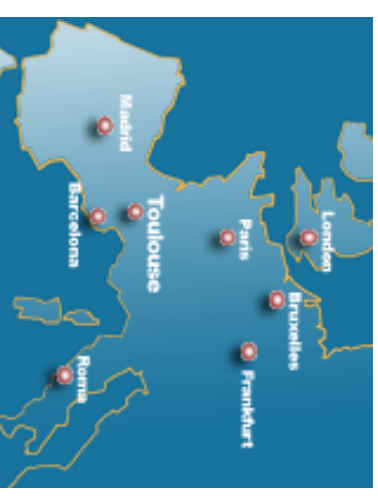 London
Bruxelles
Paris
Frankfurt
Toulouse
Madrid
Barcelona
Roma